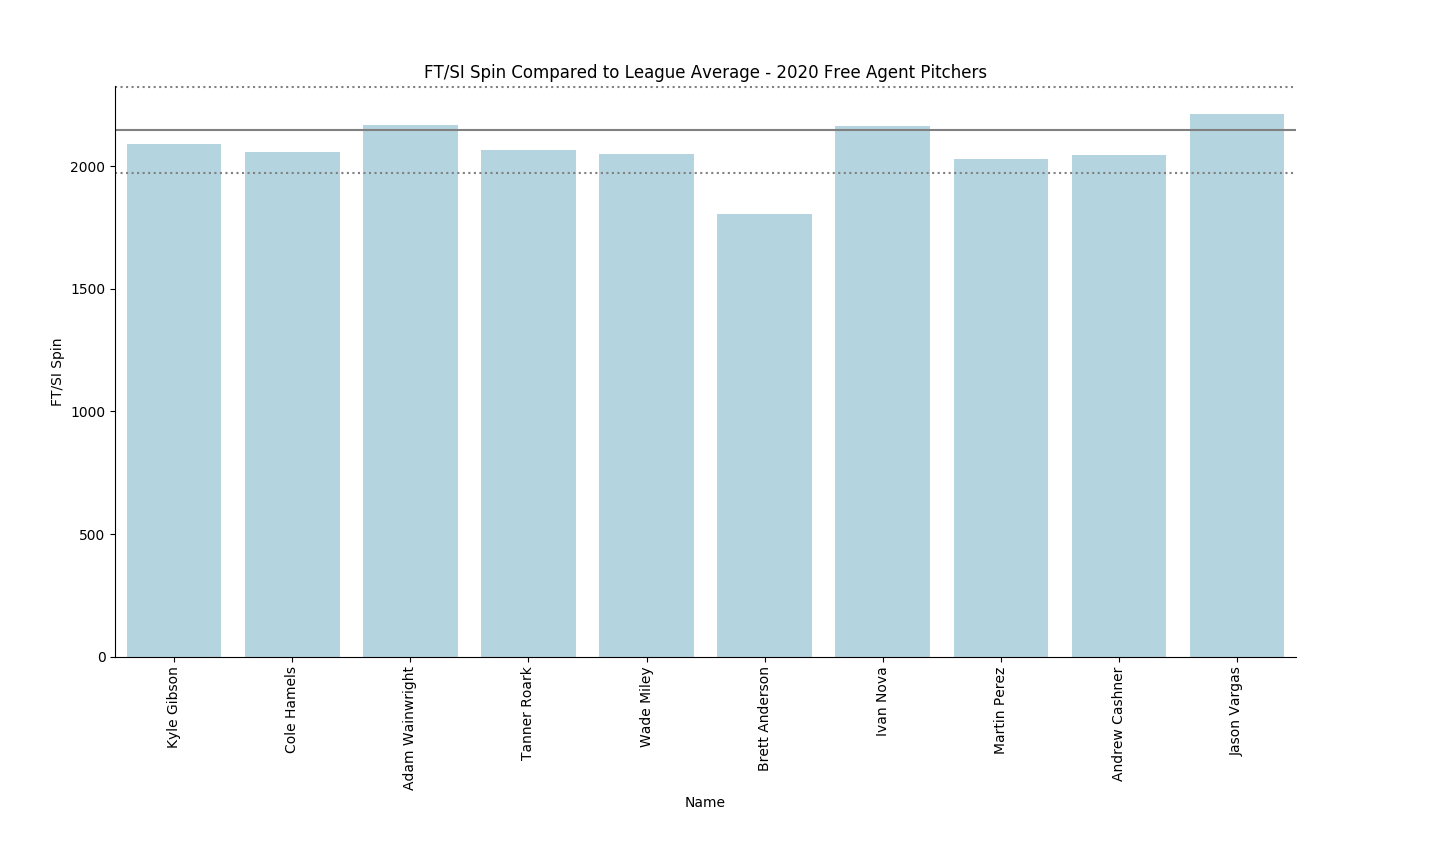 FT/SI Spin Compared to League Average - 2020 Free Agent Pitchers
2000
1500
1000
500
0
FT/SI Spin
Kyle Gibson
Cole Hamels
Adam Wainwright
Tanner Roark
Wade Miley
Brett Anderson
Ivan Nova
Martin Perez
Andrew Cashner
Jason Vargas
Name